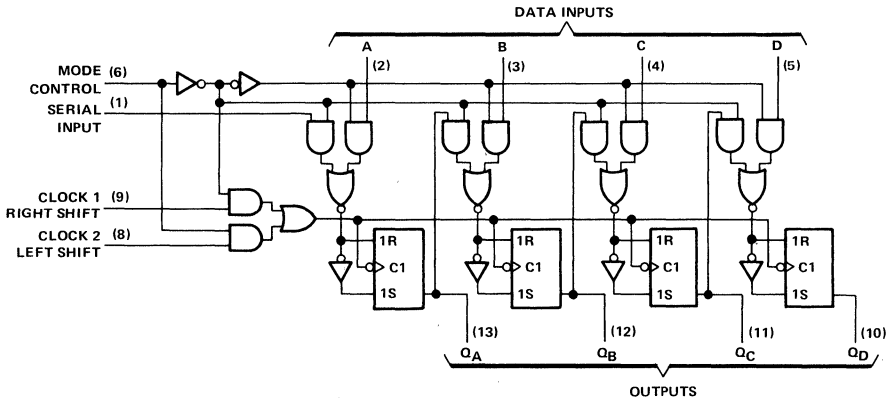 DATA INPUTS
A B C D
(2) (3) (4) (5)
MODE (6)
CONTROL
SERIAL (1)
INPUT
CLOCK 1 (9)
RIGHT SHIFT
CLOCK 2 (8)
LEFT SHIFT
1R 1R 1R 1R
C1 C1 C1 C1
1S 1S 1S 1S
(13) (12) (11) (10)
QA QB QC QD
OUTPUTS